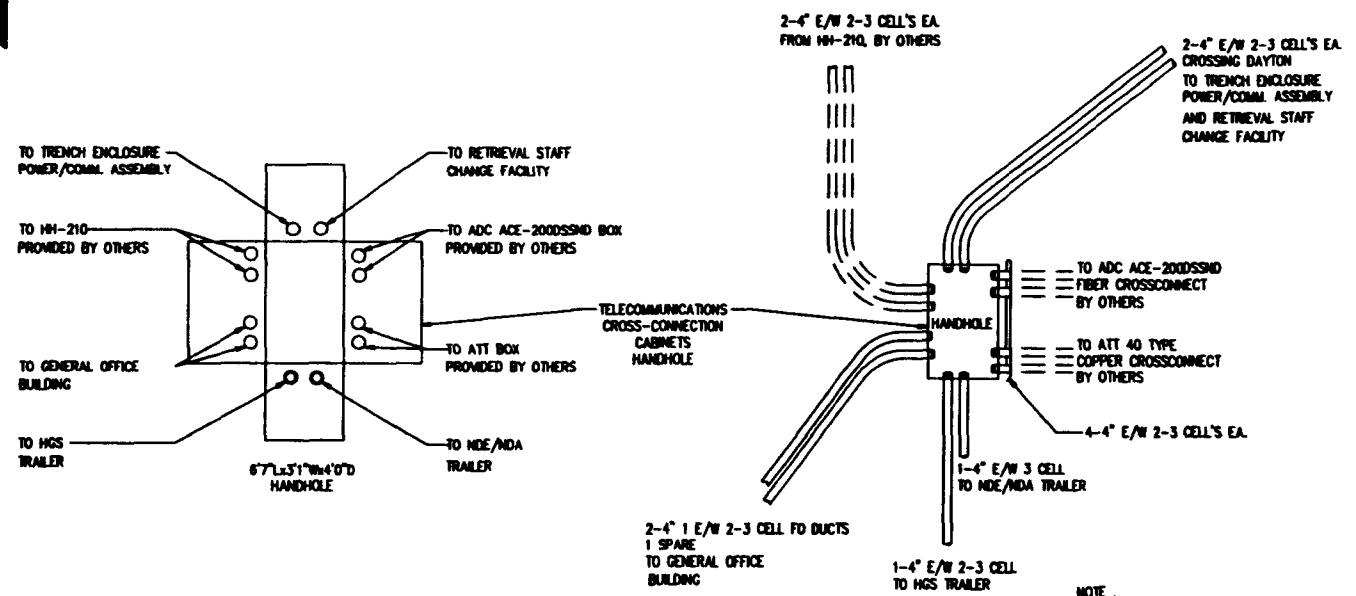 2-4" E/W 2-3 CELL'S EA.
FROM HH-210, BY OTHERS
2-4" E/W 2-3 CELL'S EA.
CROSSING DAYTON
TO TRENCH ENCLOSURE
POWER/COMM. ASSEMBLY
AND RETRIEVAL STAFF
CHANGE FACILITY
TO TRENCH ENCLOSURE
POWER/COMM. ASSEMBLY
TO RETRIEVAL STAFF
CHANGE FACILITY
TO HH-210
PROVIDED BY OTHERS
TO ADC ACE-200DSSND BOX
PROVIDED BY OTHERS
TELECOMMUNICATIONS
CROSS-CONNECTION
CABINETS
HANDHOLE
TO GENERAL OFFICE
BUILDING
TO ATT BOX
PROVIDED BY OTHERS
TO HGS
TRAILER
TO NDE/NDA
TRAILER
6'7"Lx3'1"Wx4'0"D
HANDHOLE
HANDHOLE
TO ADC ACE-200DSSND
FIBER CROSSCONNECT
BY OTHERS
TO ATT 40 TYPE
COPPER CROSSCONNECT
BY OTHERS
4-4" E/W 2-3 CELL'S EA.
1-4" E/W 3 CELL
TO NDE/NDA TRAILER
2-4" 1 E/W 2-3 CELL FO DUCTS
1 SPARE
TO GENERAL OFFICE
BUILDING
1-4" E/W 2-3 CELL
TO HGS TRAILER
NOTE